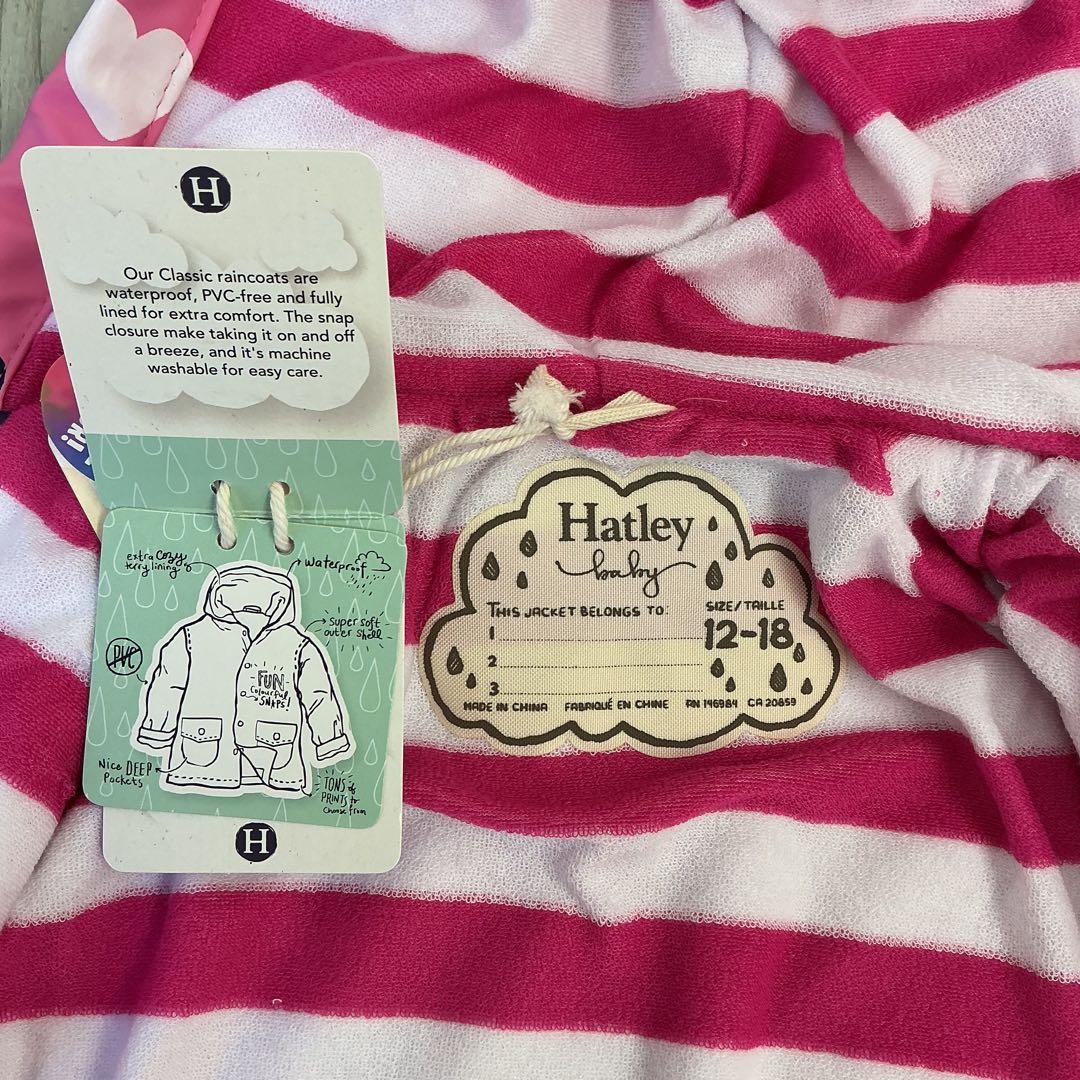 H
Our Classic raincoats are
waterproof, PVC-free and fully
lined for extra comfort. The snap
closure make taking it on and off
a breeze, and it's machine
washable for easy care.
extra cozy
terry lining
waterproof
super soft
outer shell
PVC
FUN
colourful
SNAPS!
Nice DEEP
Pockets
TONS of
PRINTS to
choose from
H
Hatley
baby
THIS JACKET BELONGS TO:
SIZE/TAILLE
12-18
1
2
3
MADE IN CHINA FABRIQUÉ EN CHINE RN 146984 CA 20859